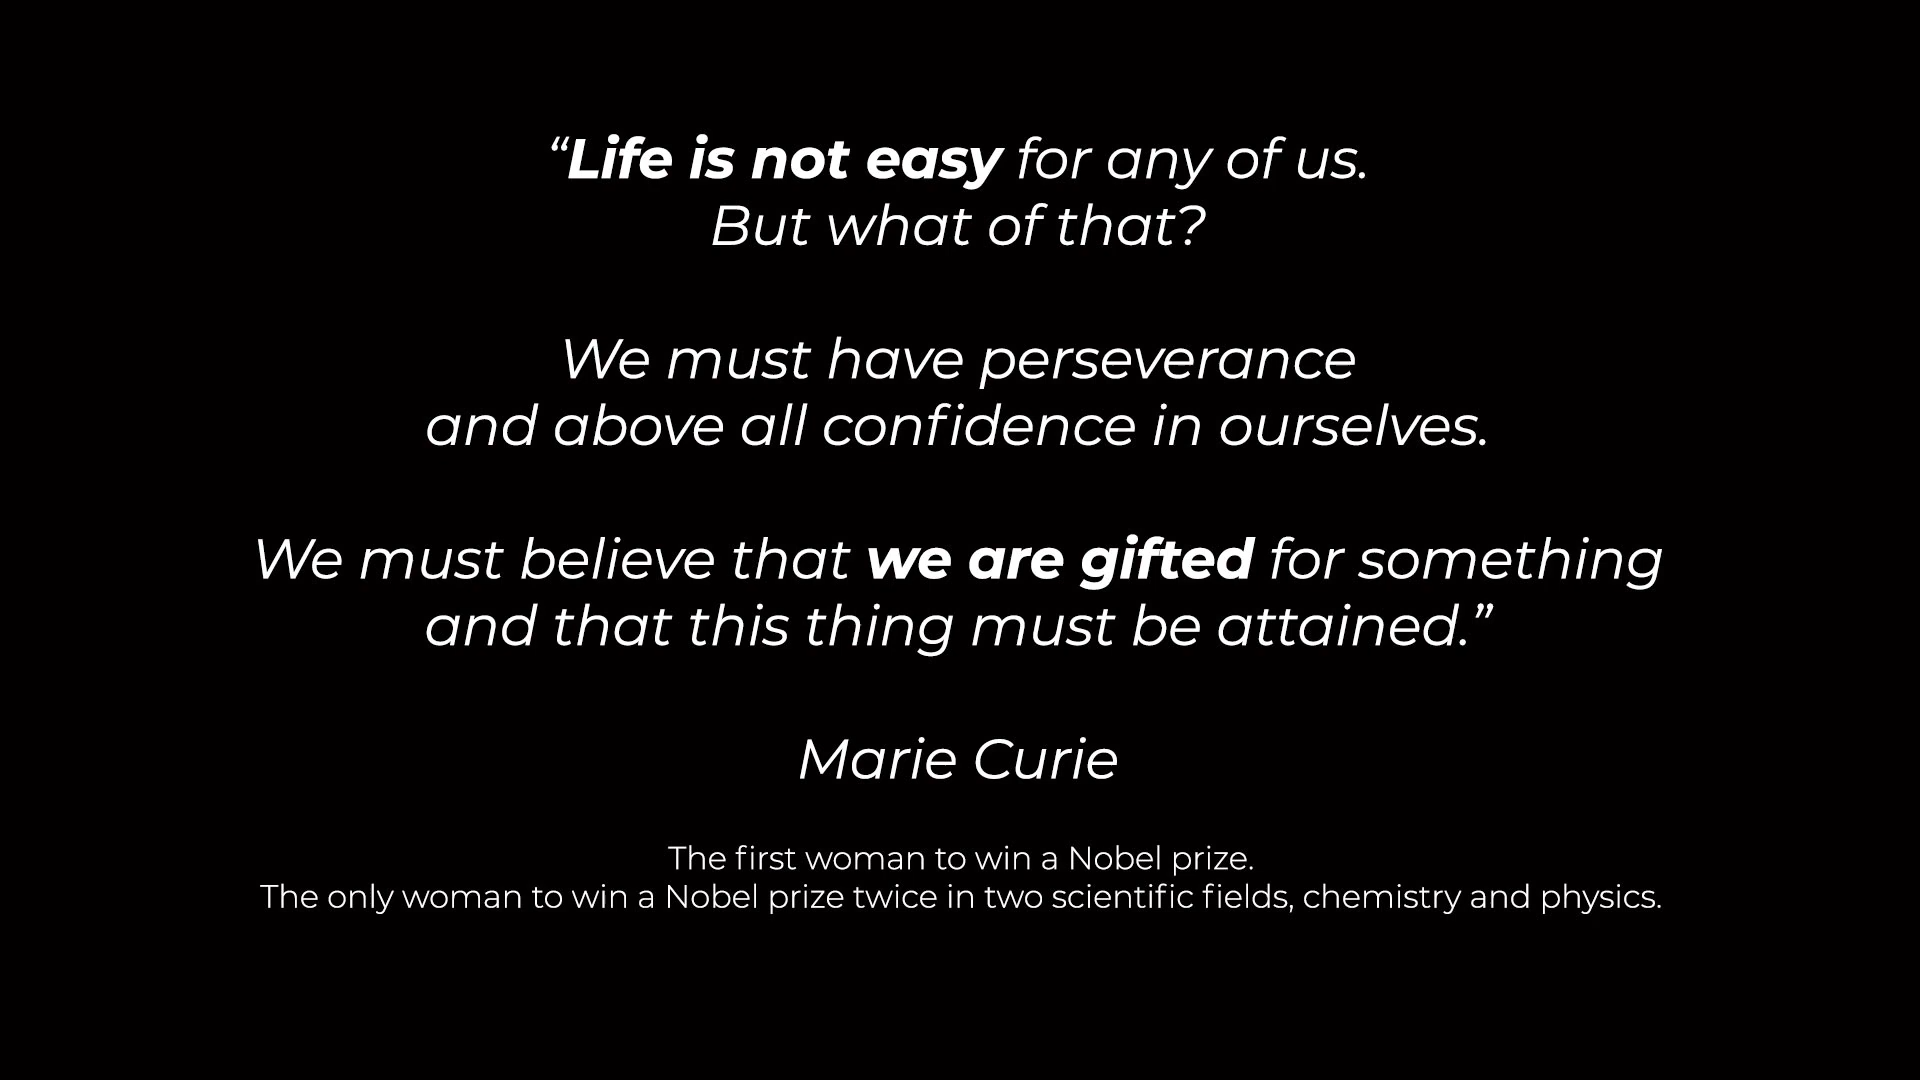 “Life is not easy for any of us.
But what of that?
We must have perseverance
and above all confidence in ourselves.
We must believe that we are gifted for something
and that this thing must be attained.”
Marie Curie
The first woman to win a Nobel prize.
The only woman to win a Nobel prize twice in two scientific fields, chemistry and physics.